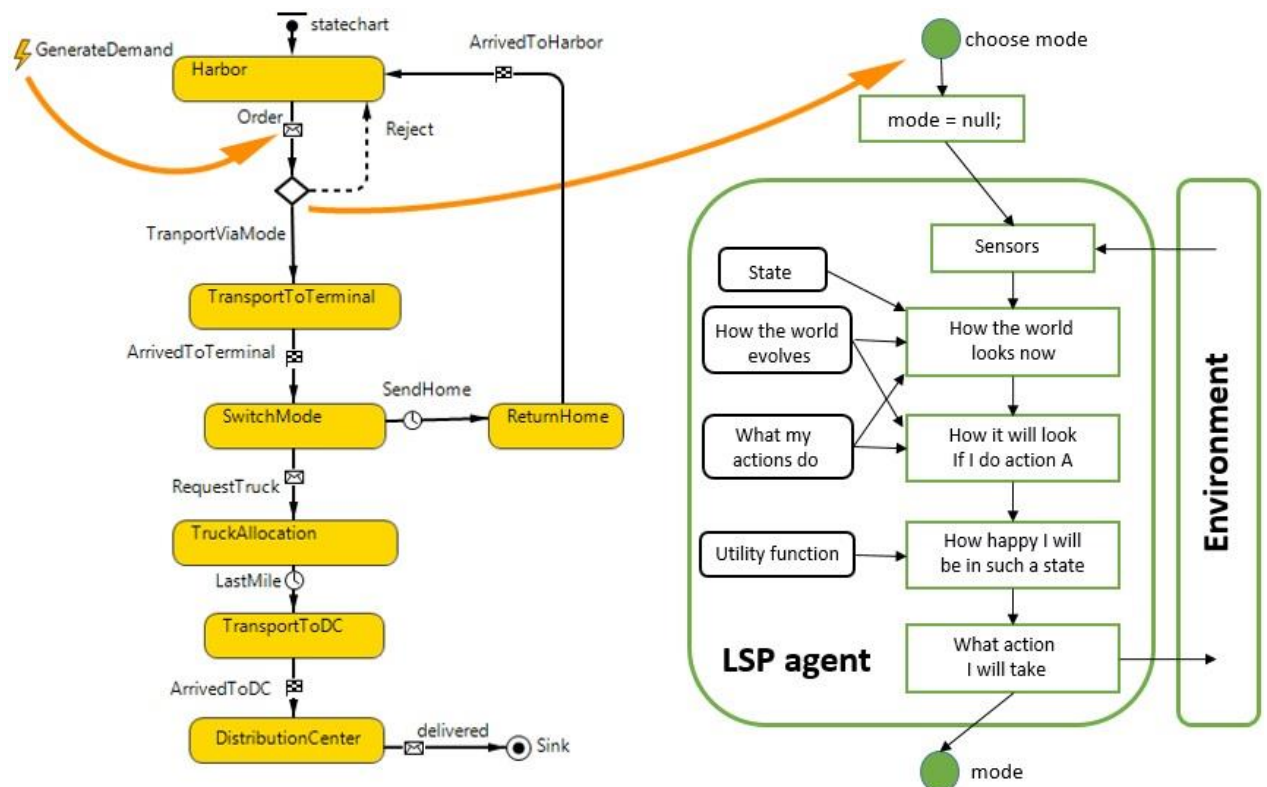 statechart
GenerateDemand
ArrivedToHarbor
Harbor
Order
Reject
TranportViaMode
TransportToTerminal
ArrivedToTerminal
SendHome
SwitchMode
ReturnHome
RequestTruck
TruckAllocation
LastMile
TransportToDC
ArrivedToDC
DistributionCenter
delivered
Sink
choose mode
mode = null;
Sensors
State
How the world
evolves
How the world
looks now
What my
actions do
How it will look
If I do action A
Utility function
How happy I will
be in such a state
LSP agent
What action
I will take
mode
Environment